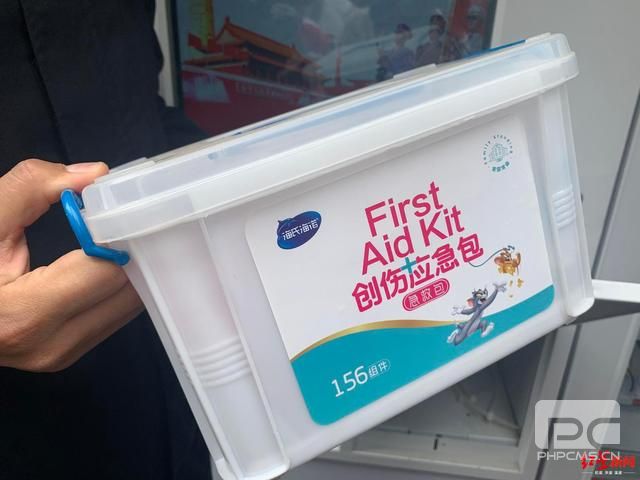 海氏海诺
First
Aid Kit
创伤应急包
急救包
156组件
PC
PHPCMS.CN